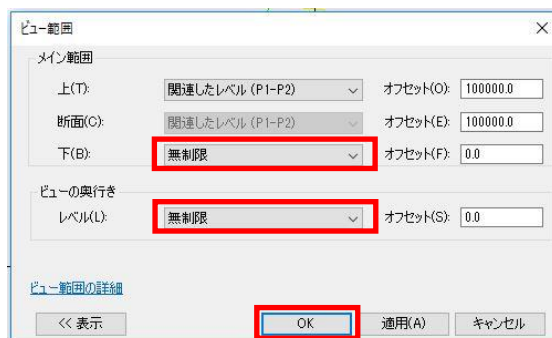 ビュー範囲
メイン範囲
上(T): 関連したレベル (P1-P2) オフセット(O): 100000.0
断面(C): 関連したレベル (P1-P2) オフセット(E): 100000.0
下(B): 無制限 オフセット(F): 0.0
ビューの奥行き
レベル(L): 無制限 オフセット(S): 0.0
ビュー範囲の詳細
<< 表示 OK 適用(A) キャンセル